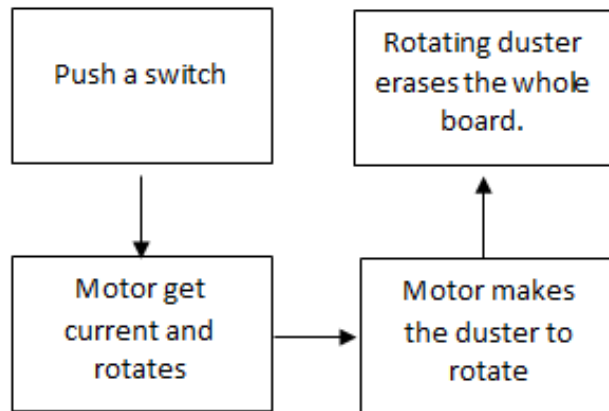 Push a switch
Motor get
current and
rotates
Motor makes
the duster to
rotate
Rotating duster
erases the whole
board.